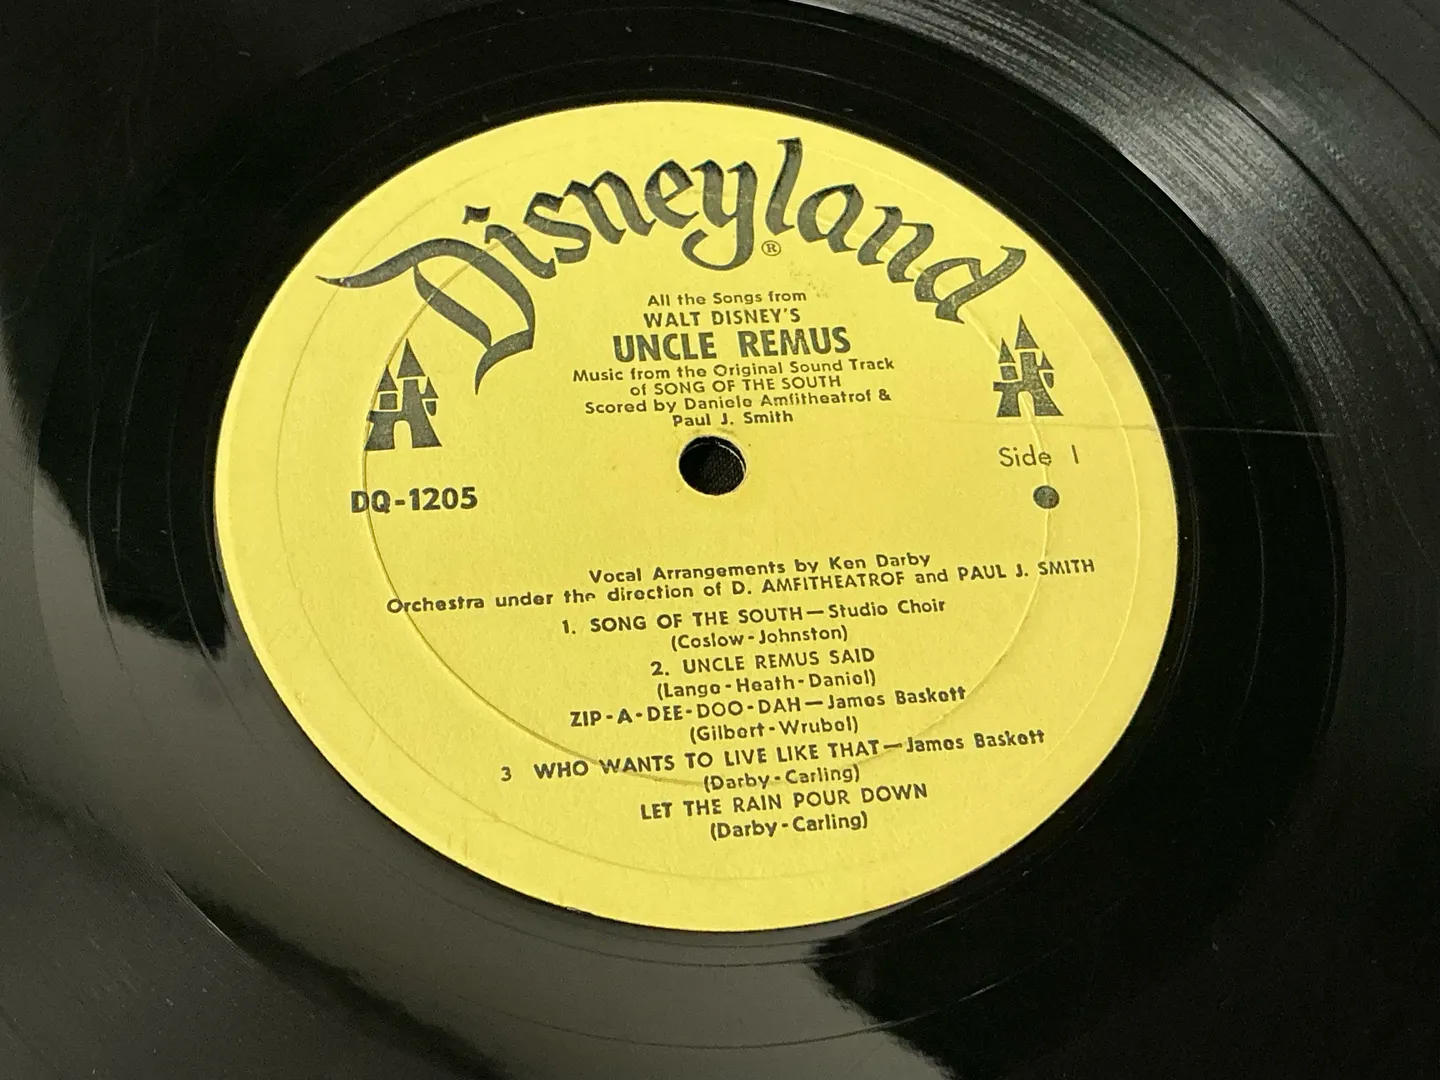 Disneyland®
All the Songs from
WALT DISNEY'S
UNCLE REMUS
Music from the Original Sound Track
of SONG OF THE SOUTH
Scored by Daniele Amfitheatrof &
Paul J. Smith
Side 1
DQ-1205
Vocal Arrangements by Ken Darby
Orchestra under the direction of D. AMFITHEATROF and PAUL J. SMITH
1. SONG OF THE SOUTH—Studio Choir
(Coslow-Johnston)
2. UNCLE REMUS SAID
(Lange-Heath-Daniel)
ZIP-A-DEE-DOO-DAH—James Baskett
(Gilbert-Wrubel)
3 WHO WANTS TO LIVE LIKE THAT—James Baskett
(Darby-Carling)
LET THE RAIN POUR DOWN
(Darby-Carling)